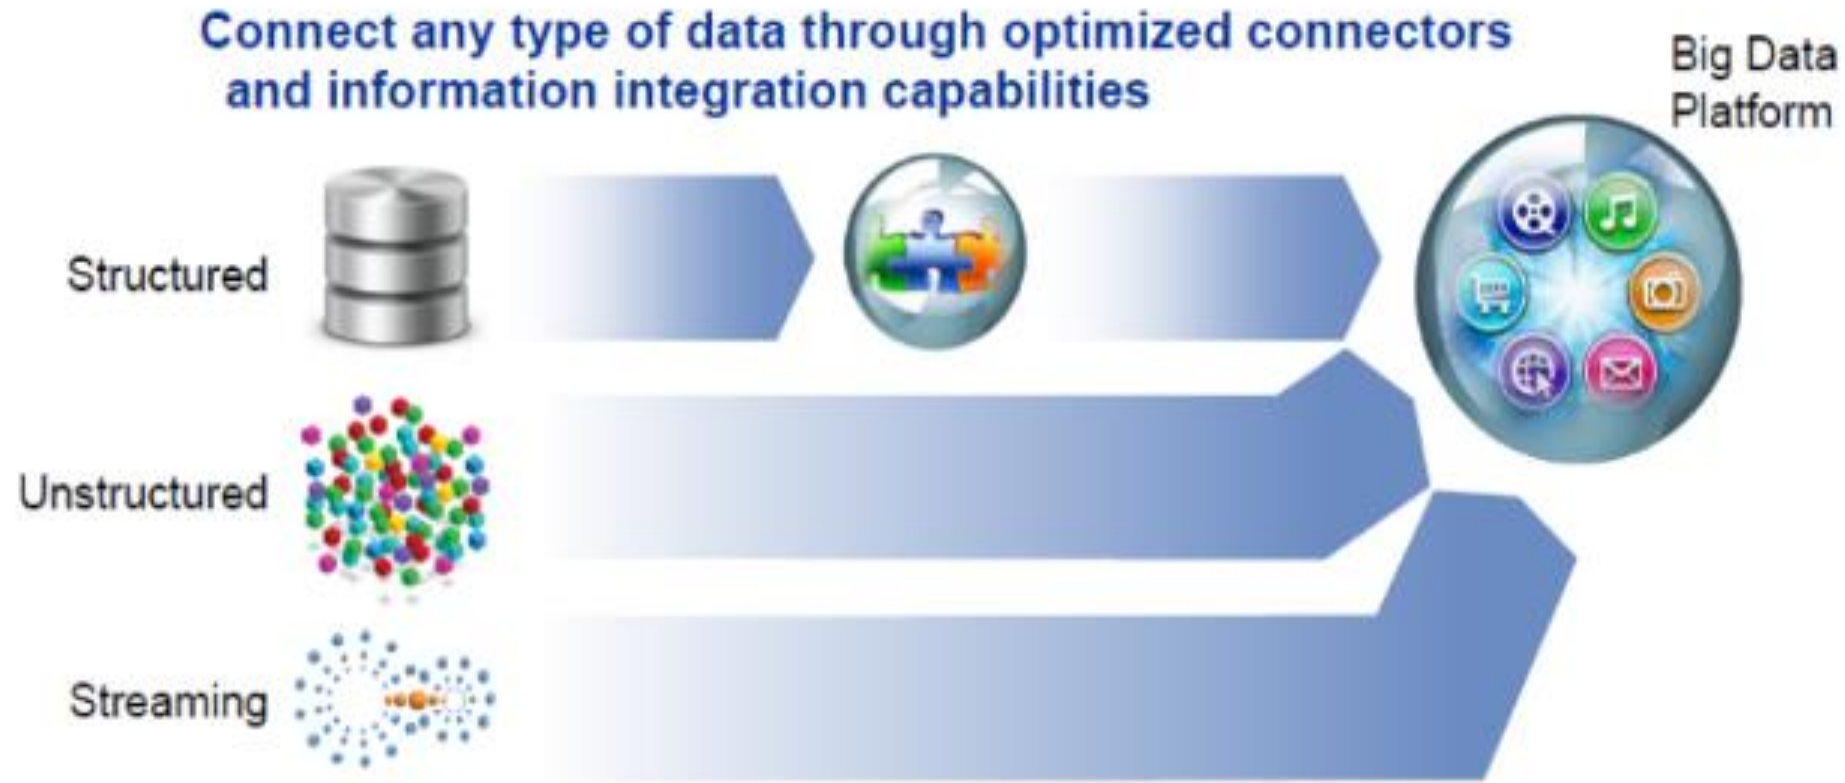 Connect any type of data through optimized connectors
and information integration capabilities
Big Data
Platform
Structured
Unstructured
Streaming